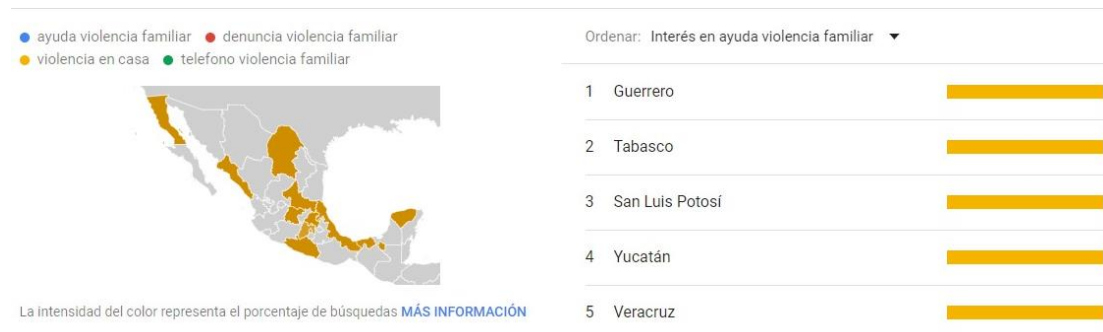 ayuda violencia familiar denuncia violencia familiar
violencia en casa telefono violencia familiar
La intensidad del color representa el porcentaje de búsquedas MÁS INFORMACIÓN
Ordenar: Interés en ayuda violencia familiar
1 Guerrero
2 Tabasco
3 San Luis Potosí
4 Yucatán
5 Veracruz